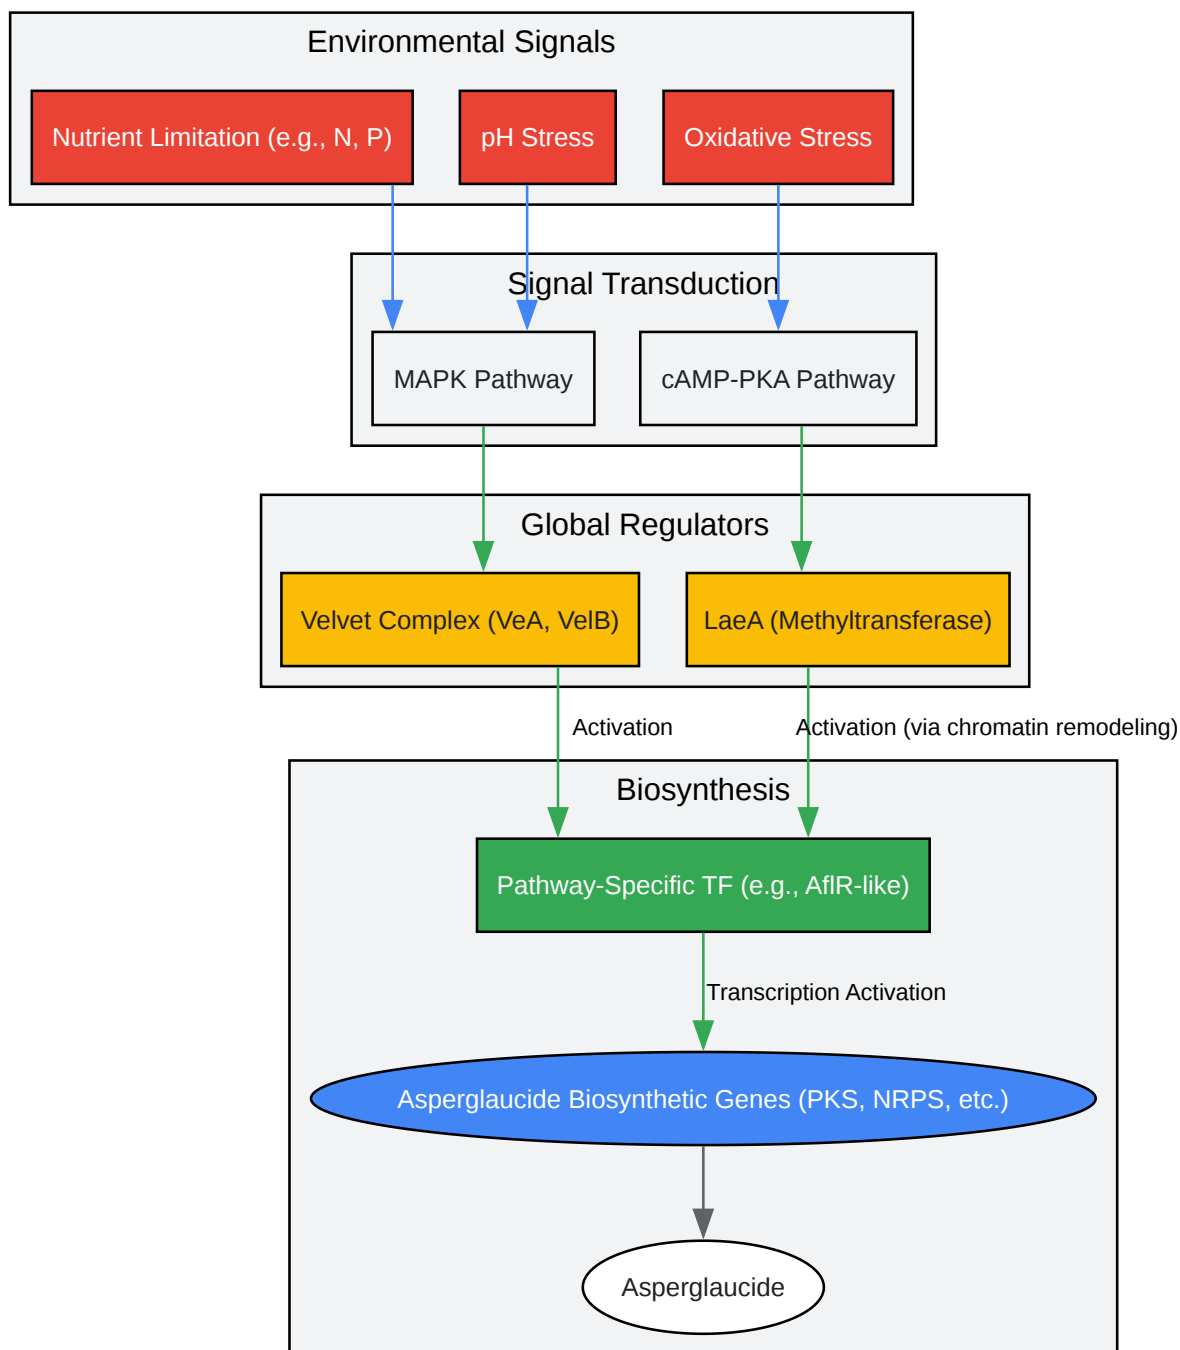 Environmental Signals
Nutrient Limitation (e.g., N, P)
pH Stress
Oxidative Stress
Signal Transduction
MAPK Pathway
cAMP-PKA Pathway
Global Regulators
Velvet Complex (VeA, VelB)
LaeA (Methyltransferase)
Activation
Activation (via chromatin remodeling)
Biosynthesis
Pathway-Specific TF (e.g., AflR-like)
Transcription Activation
Asperglaucide Biosynthetic Genes (PKS, NRPS, etc.)
Asperglaucide